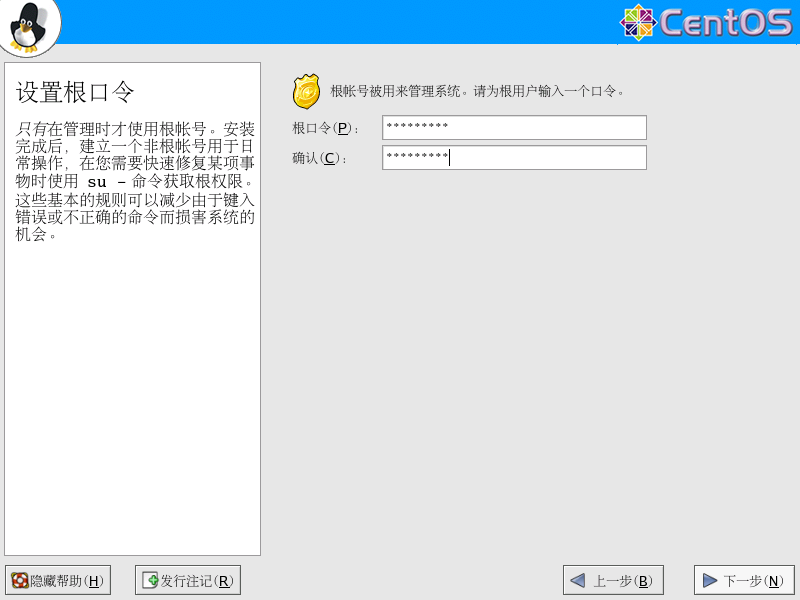 CentOS
设置根口令
只有在管理时才使用根帐号。安装
完成后，建立一个非根帐号用于日
常操作，在您需要快速修复某项事
物时使用 su - 命令获取根权限。
这些基本的规则可以减少由于键入
错误或不正确的命令而损害系统的
机会。
根帐号被用来管理系统。请为根用户输入一个口令。
根口令(P)： *********
确认(C)： *********
隐藏帮助(H) 发行注记(R) 上一步(B) 下一步(N)